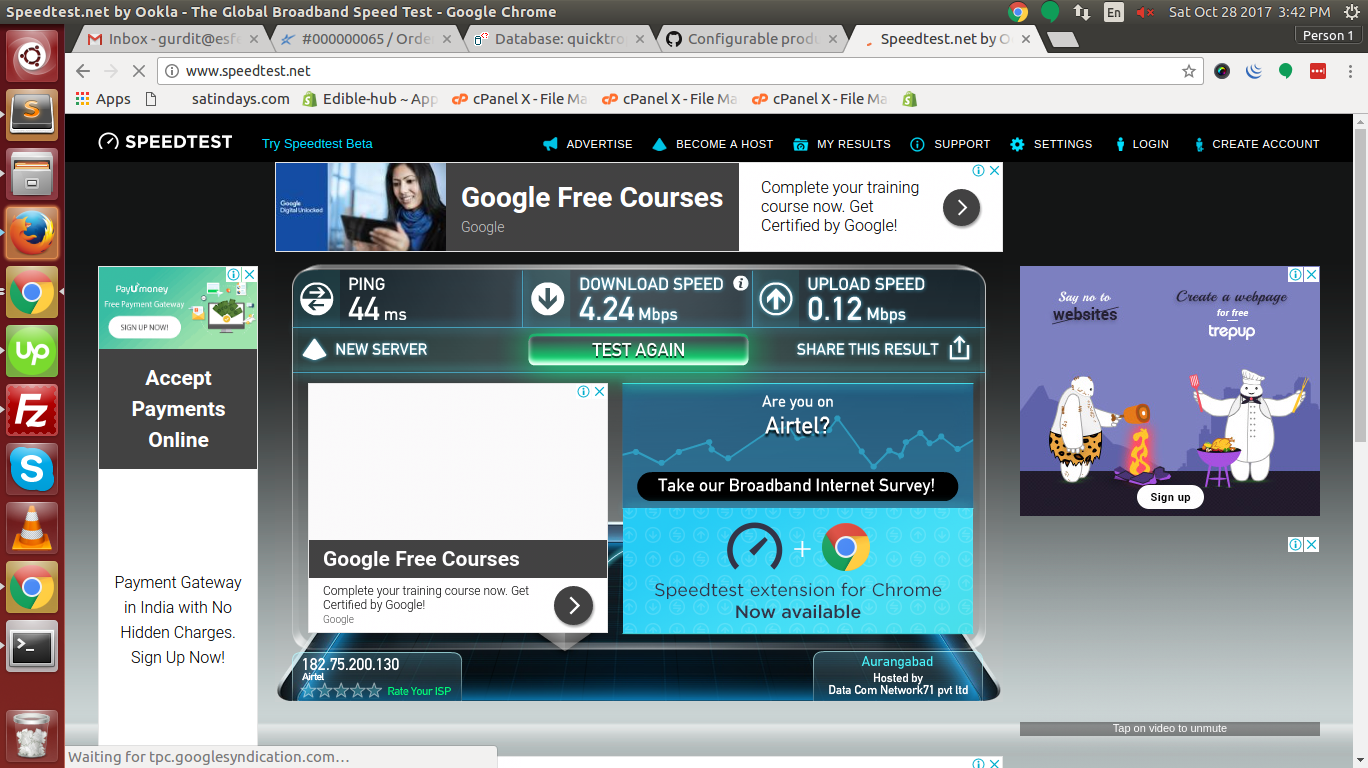 Speedtest.net by Ookla - The Global Broadband Speed Test - Google Chrome
En
Sat Oct 28 2017 3:42 PM
Inbox - gurdit@esfe
#000000065 / Orde
Database: quicktro
Configurable produ
Speedtest.net by O
Person 1
www.speedtest.net
Apps
satindays.com
Edible-hub ~ App
cPanel X - File Ma
cPanel X - File Ma
cPanel X - File Ma
SPEEDTEST
Try Speedtest Beta
ADVERTISE
BECOME A HOST
MY RESULTS
SUPPORT
SETTINGS
LOGIN
CREATE ACCOUNT
Google
Digital Unlocked
Google Free Courses
Google
Complete your training
course now. Get
Certified by Google!
PayUmoney
Free Payment Gateway
SIGN UP NOW!
Accept
Payments
Online
Payment Gateway
in India with No
Hidden Charges.
Sign Up Now!
PING
44 ms
DOWNLOAD SPEED
4.24 Mbps
UPLOAD SPEED
0.12 Mbps
NEW SERVER
TEST AGAIN
SHARE THIS RESULT
Google Free Courses
Complete your training course now. Get
Certified by Google!
Google
Are you on
Airtel?
Take our Broadband Internet Survey!
+
Speedtest extension for Chrome
Now available
182.75.200.130
Airtel
Rate Your ISP
Aurangabad
Hosted by
Data Com Network71 pvt ltd
Say no to
websites
Create a webpage
for free
trepup
Sign up
Tap on video to unmute
Waiting for tpc.googlesyndication.com…